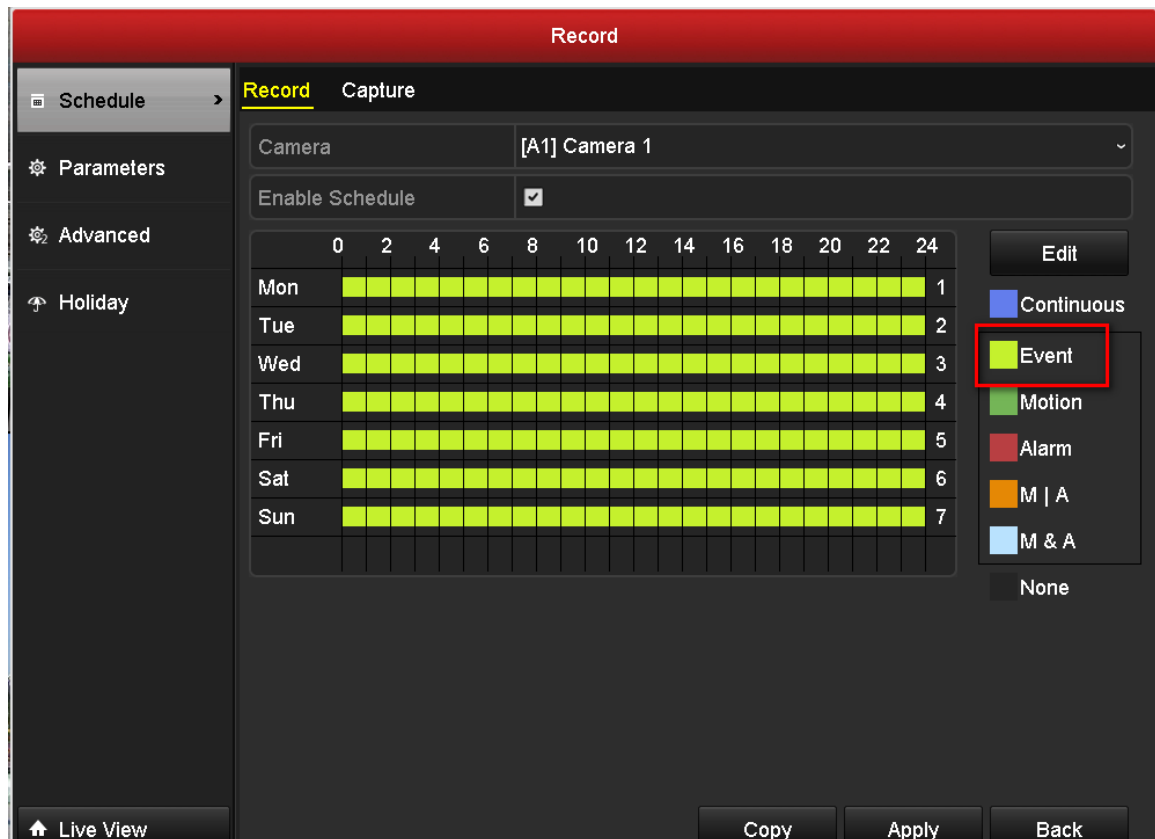 Record
Schedule
Parameters
Advanced
Holiday
Live View
Record Capture
Camera [A1] Camera 1
Enable Schedule
0 2 4 6 8 10 12 14 16 18 20 22 24
Mon 1
Tue 2
Wed 3
Thu 4
Fri 5
Sat 6
Sun 7
Edit
Continuous
Event
Motion
Alarm
M | A
M & A
None
Copy Apply Back